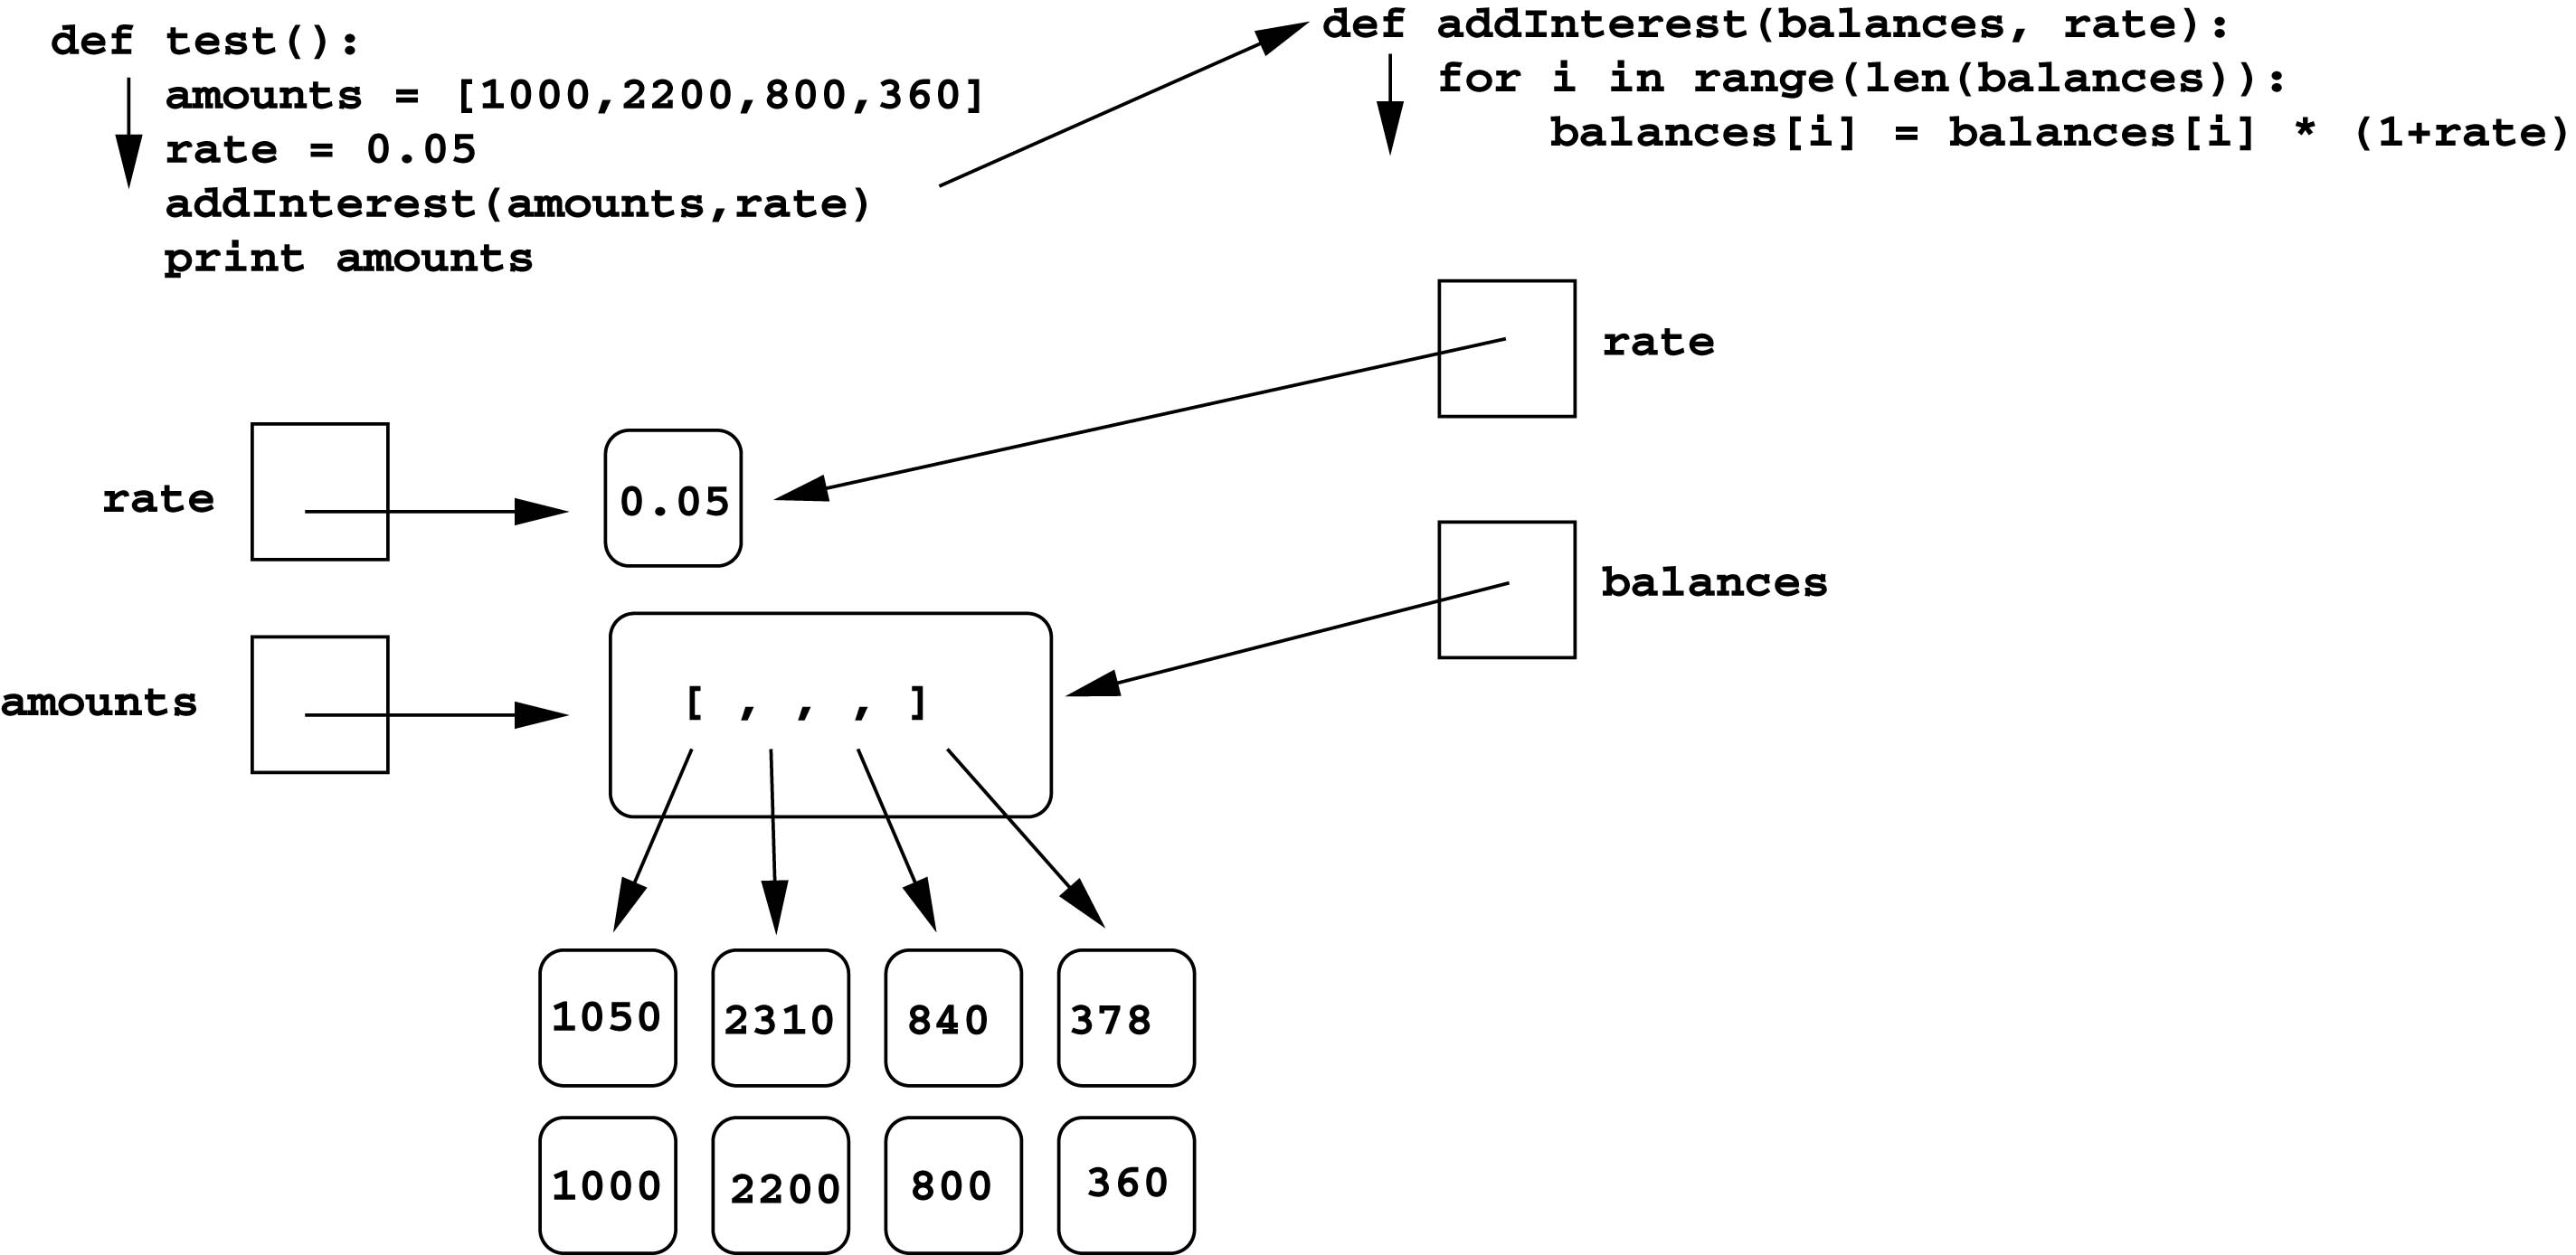 def test():
    amounts = [1000,2200,800,360]
    rate = 0.05
    addInterest(amounts,rate)
    print amounts
def addInterest(balances, rate):
    for i in range(len(balances)):
        balances[i] = balances[i] * (1+rate)
rate
rate
0.05
balances
amounts
[ , , , ]
1050 2310 840 378
1000 2200 800 360